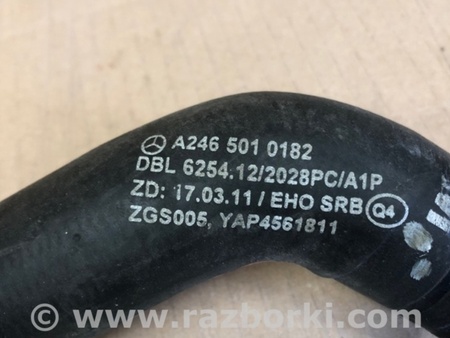 A246 501 0182
DBL 6254.12/2028PC/A1P
ZD: 17.03.11 / EHO SRB Q4
ZGS005, YAP4561811
© www.razborki.com